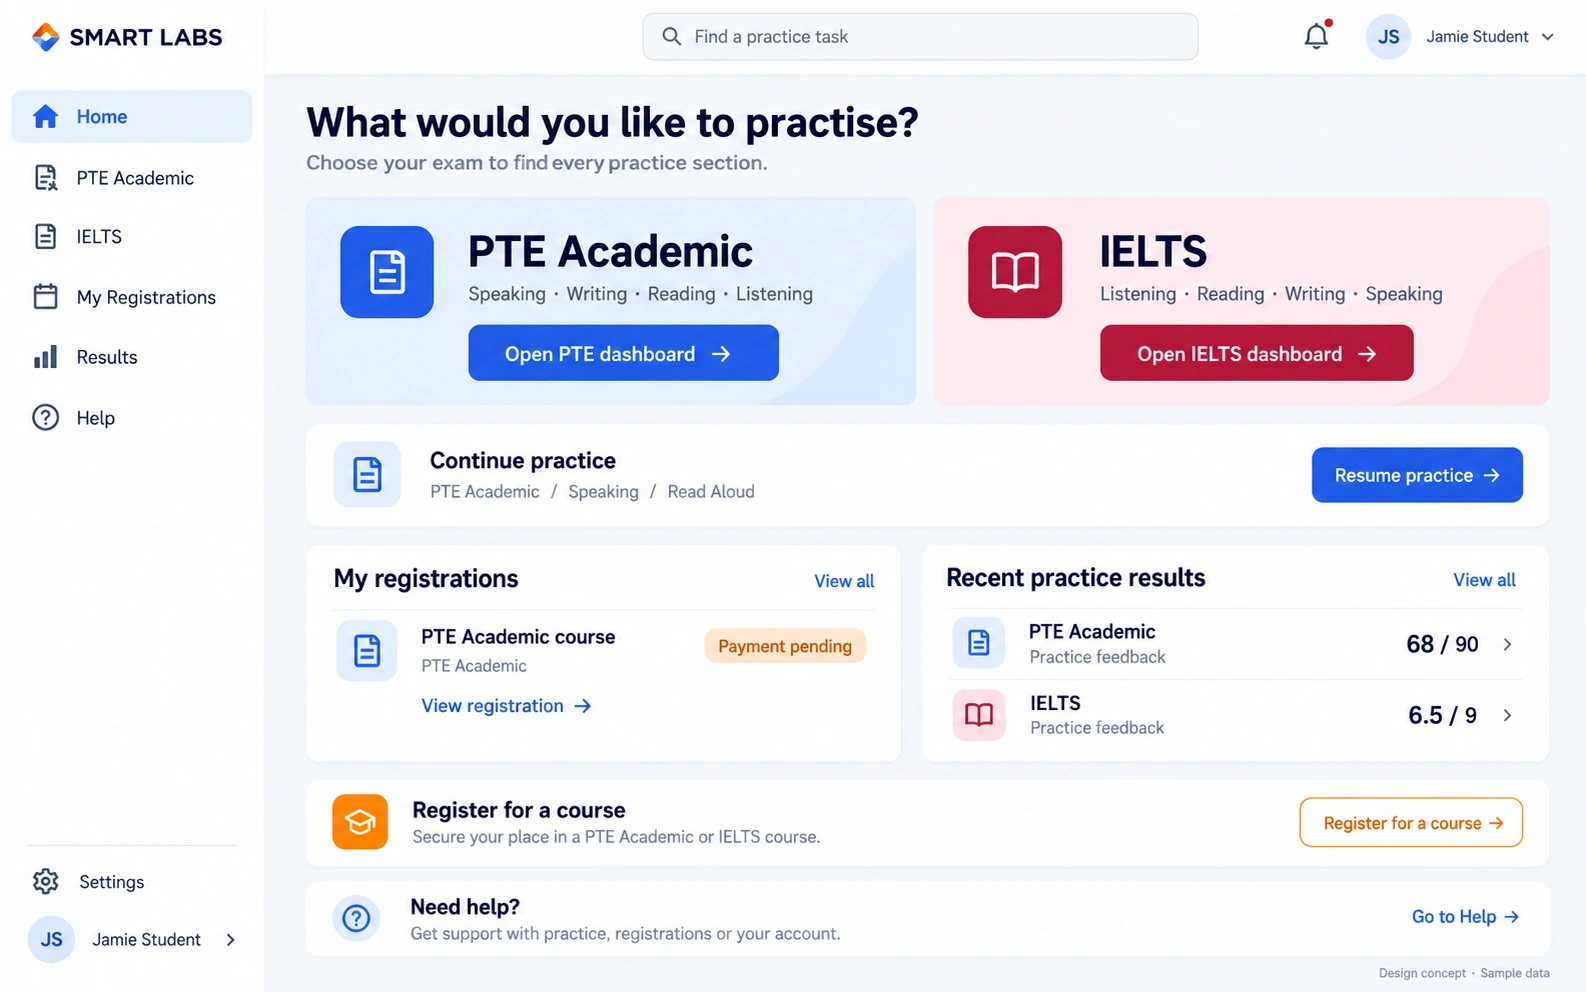 SMART LABS
Find a practice task
JS
Jamie Student
Home
PTE Academic
IELTS
My Registrations
Results
Help
Settings
JS
Jamie Student
What would you like to practise?
Choose your exam to find every practice section.
PTE Academic
Speaking · Writing · Reading · Listening
Open PTE dashboard →
IELTS
Listening · Reading · Writing · Speaking
Open IELTS dashboard →
Continue practice
PTE Academic / Speaking / Read Aloud
Resume practice →
My registrations
View all
PTE Academic course
Payment pending
PTE Academic
View registration →
Recent practice results
View all
PTE Academic
Practice feedback
68 / 90
IELTS
Practice feedback
6.5 / 9
Register for a course
Secure your place in a PTE Academic or IELTS course.
Register for a course →
Need help?
Get support with practice, registrations or your account.
Go to Help →
Design concept · Sample data